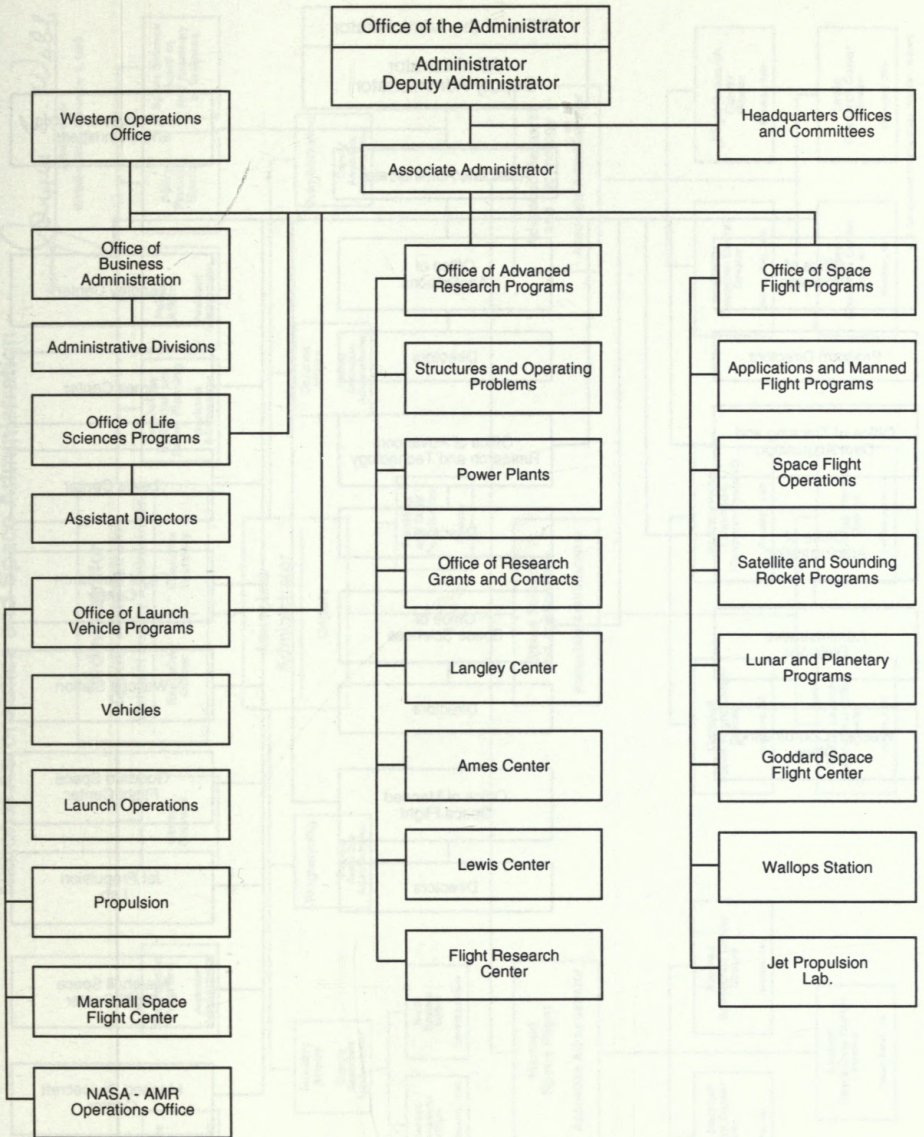 Office of the Administrator
Administrator
Deputy Administrator
Western Operations
Office
Headquarters Offices
and Committees
Associate Administrator
Office of
Business
Administration
Administrative Divisions
Office of Life
Sciences Programs
Assistant Directors
Office of Launch
Vehicle Programs
Vehicles
Launch Operations
Propulsion
Marshall Space
Flight Center
NASA - AMR
Operations Office
Office of Advanced
Research Programs
Structures and Operating
Problems
Power Plants
Office of Research
Grants and Contracts
Langley Center
Ames Center
Lewis Center
Flight Research
Center
Office of Space
Flight Programs
Applications and Manned
Flight Programs
Space Flight
Operations
Satellite and Sounding
Rocket Programs
Lunar and Planetary
Programs
Goddard Space
Flight Center
Wallops Station
Jet Propulsion
Lab.